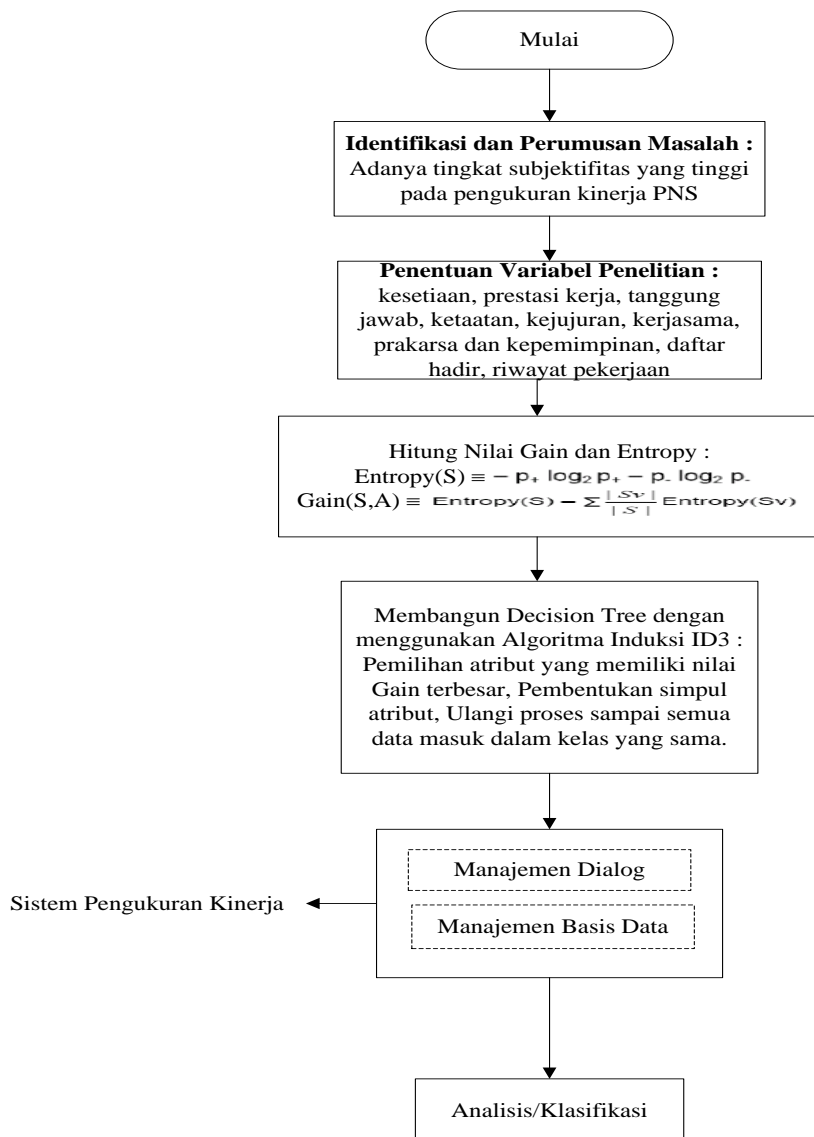 Mulai
Identifikasi dan Perumusan Masalah :
Adanya tingkat subjektifitas yang tinggi
pada pengukuran kinerja PNS
Penentuan Variabel Penelitian :
kesetiaan, prestasi kerja, tanggung
jawab, ketaatan, kejujuran, kerjasama,
prakarsa dan kepemimpinan, daftar
hadir, riwayat pekerjaan
Hitung Nilai Gain dan Entropy :
Entropy(S) ≡ − p₊ log₂ p₊ − p₋ log₂ p₋
Gain(S,A) ≡ Entropy(S) − Σ |Sv| / |S| Entropy(Sv)
Membangun Decision Tree dengan
menggunakan Algoritma Induksi ID3 :
Pemilihan atribut yang memiliki nilai
Gain terbesar, Pembentukan simpul
atribut, Ulangi proses sampai semua
data masuk dalam kelas yang sama.
Manajemen Dialog
Sistem Pengukuran Kinerja
Manajemen Basis Data
Analisis/Klasifikasi